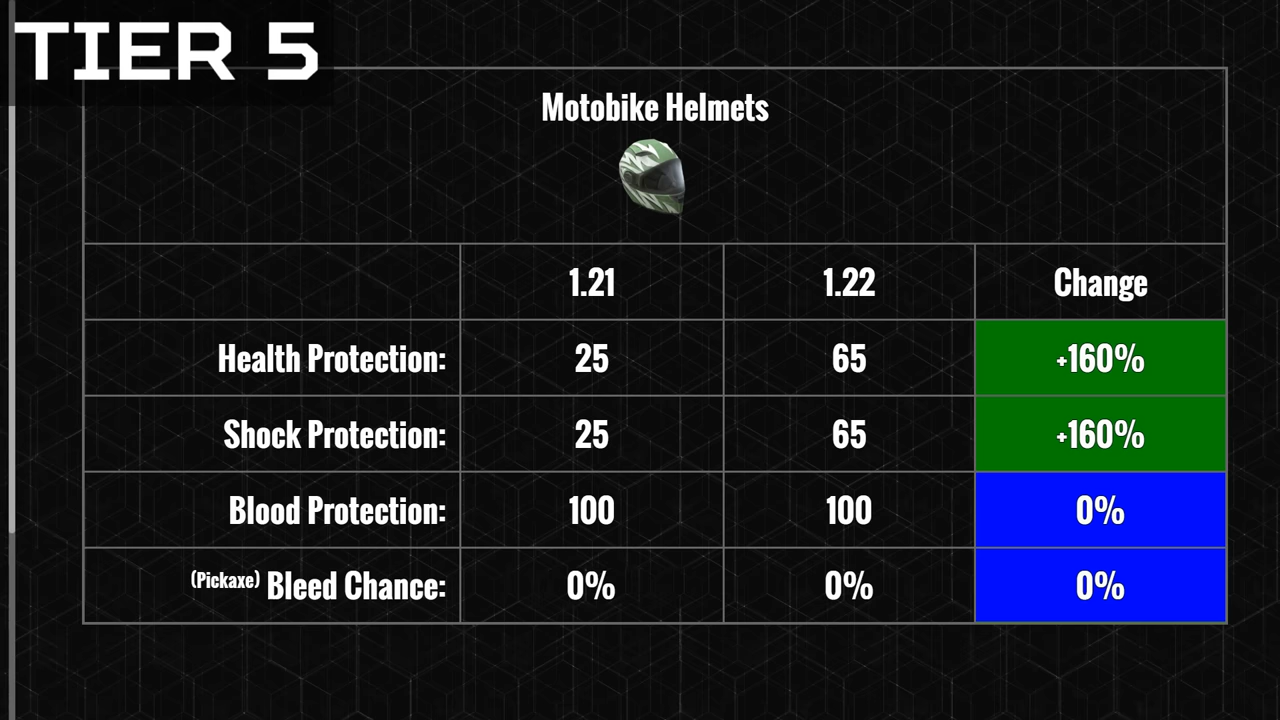 TIER 5
Motobike Helmets
1.21 1.22 Change
Health Protection: 25 65 +160%
Shock Protection: 25 65 +160%
Blood Protection: 100 100 0%
(Pickaxe) Bleed Chance: 0% 0% 0%